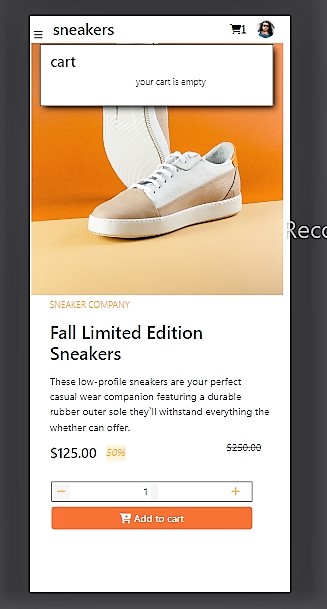 sneakers 1
cart
your cart is empty
Reco
SNEAKER COMPANY
Fall Limited Edition
Sneakers
These low-profile sneakers are your perfect
casual wear companion featuring a durable
rubber outer sole they`ll withstand everything the
whether can offer.
$125.00 50% $250.00
− 1 +
Add to cart